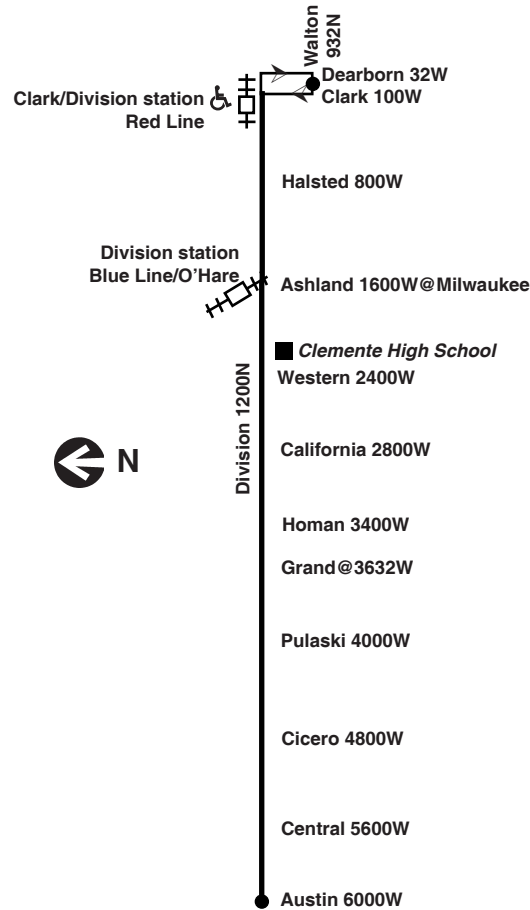 Walton
932N
Dearborn 32W
Clark 100W
Clark/Division station
Red Line
Halsted 800W
Division station
Blue Line/O'Hare
Ashland 1600W@Milwaukee
Clemente High School
Western 2400W
Division 1200N
California 2800W
N
Homan 3400W
Grand@3632W
Pulaski 4000W
Cicero 4800W
Central 5600W
Austin 6000W